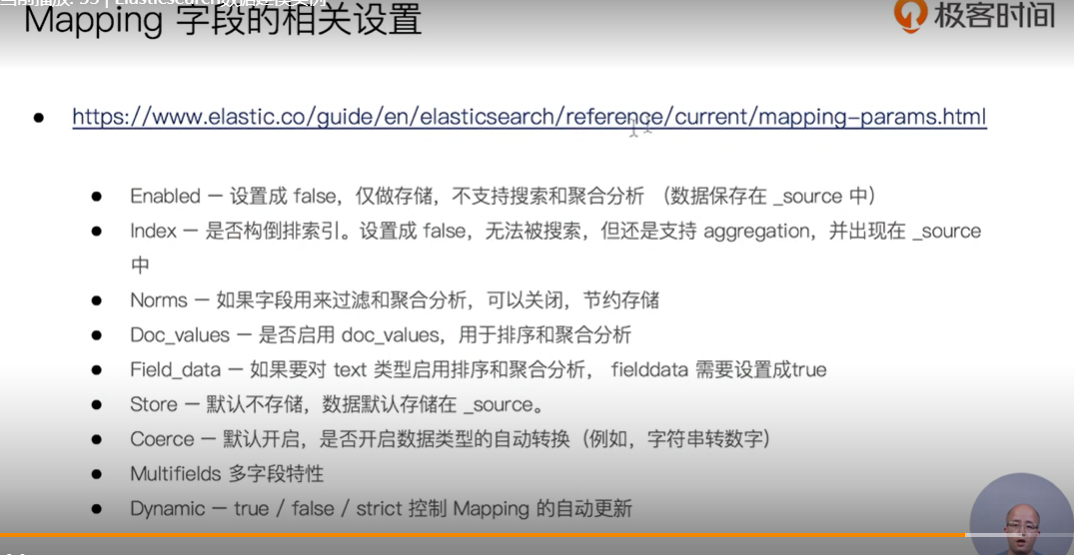 Mapping 字段的相关设置
极客时间
https://www.elastic.co/guide/en/elasticsearch/reference/current/mapping-params.html
Enabled – 设置成 false，仅做存储，不支持搜索和聚合分析 （数据保存在 _source 中）
Index – 是否构倒排索引。设置成 false，无法被搜索，但还是支持 aggregation，并出现在 _source
中
Norms – 如果字段用来过滤和聚合分析，可以关闭，节约存储
Doc_values – 是否启用 doc_values，用于排序和聚合分析
Field_data – 如果要对 text 类型启用排序和聚合分析， fielddata 需要设置成true
Store – 默认不存储，数据默认存储在 _source。
Coerce – 默认开启，是否开启数据类型的自动转换（例如，字符串转数字）
Multifields 多字段特性
Dynamic – true / false / strict 控制 Mapping 的自动更新